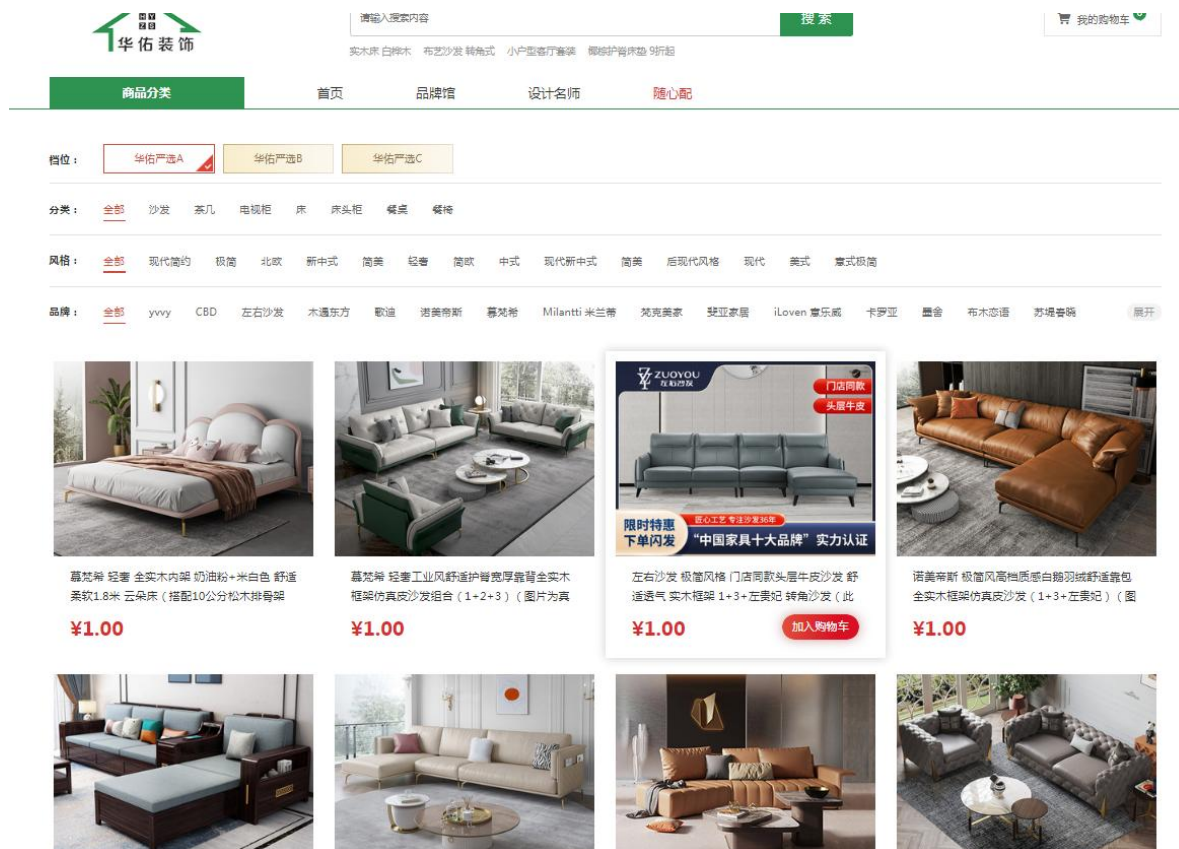 HY
ZS
华佑装饰
请输入搜索内容
搜索
我的购物车 0
实木床 白蜡木 布艺沙发 转角式 小户型客厅套装 椰棕护脊床垫 9折起
商品分类 首页 品牌馆 设计名师 随心配
档位： 华佑严选A 华佑严选B 华佑严选C
分类： 全部 沙发 茶几 电视柜 床 床头柜 餐桌 餐椅
风格： 全部 现代简约 极简 北欧 新中式 简美 轻奢 简欧 中式 现代新中式 简美 后现代风格 现代 美式 意式极简
品牌： 全部 yvvy CBD 左右沙发 木遇东方 歌迪 诺美帝斯 慕梵希 Milantti 米兰蒂 梵克美家 斐亚家居 iLoven 意乐威 卡罗亚 墨舍 布木恋语 苏堤春晓 展开
ZUOYOU
左右沙发
门店同款
头层牛皮
限时特惠
下单闪发
匠心工艺 专注沙发36年
“中国家具十大品牌”实力认证
慕梵希 轻奢 全实木内架 奶油粉+米白色 舒适
柔软1.8米 云朵床（搭配10公分松木排骨架
¥1.00
慕梵希 轻奢工业风舒适护脊宽厚靠背全实木
框架仿真皮沙发组合（1+2+3）（图片为真
¥1.00
左右沙发 极简风格 门店同款头层牛皮沙发 舒
适透气 实木框架 1+3+左贵妃 转角沙发（此
¥1.00
加入购物车
诺美帝斯 极简风高档质感白鹅羽绒舒适靠包
全实木框架仿真皮沙发（1+3+左贵妃）（图
¥1.00